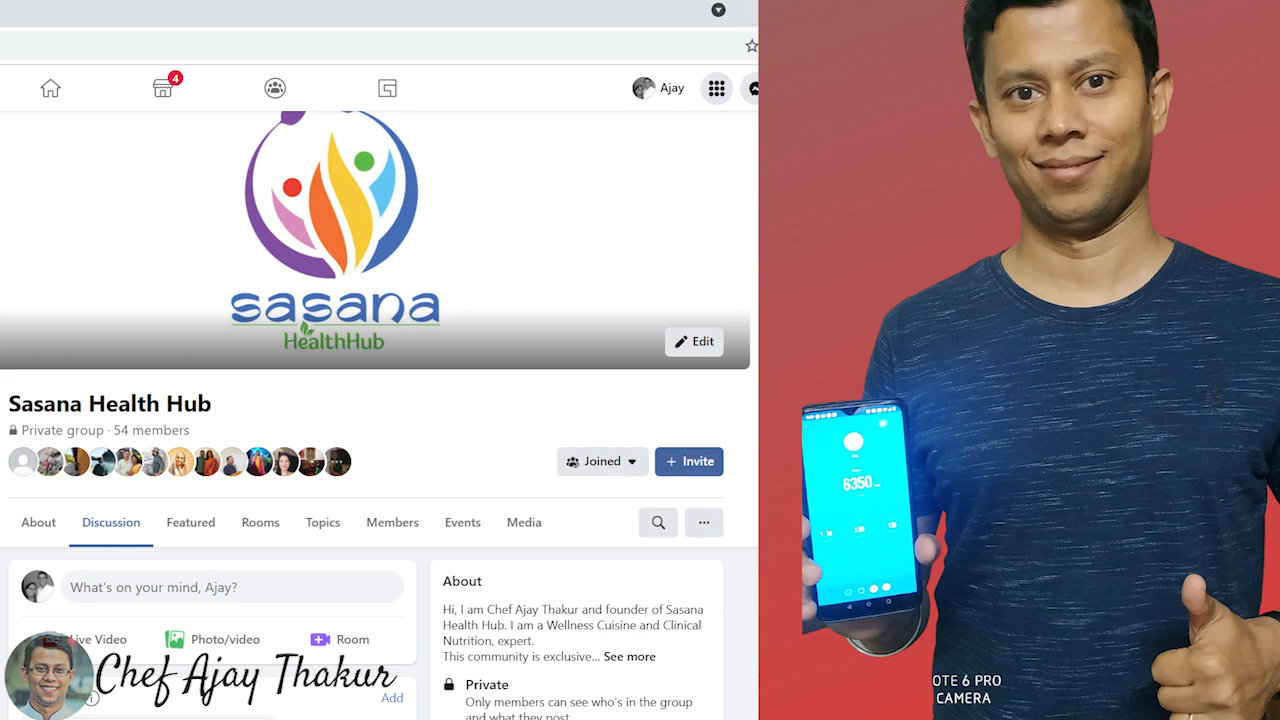 4
Ajay
sasana
HealthHub
Edit
Sasana Health Hub
Private group · 54 members
Joined
+ Invite
About
Discussion
Featured
Rooms
Topics
Members
Events
Media
What's on your mind, Ajay?
Live Video
Photo/video
Room
Add
Chef Ajay Thakur
About
Hi, I am Chef Ajay Thakur and founder of Sasana
Health Hub. I am a Wellness Cuisine and Clinical
Nutrition, expert.
This community is exclusive... See more
Private
Only members can see who's in the group
and what they post.
6350
OTE 6 PRO
CAMERA